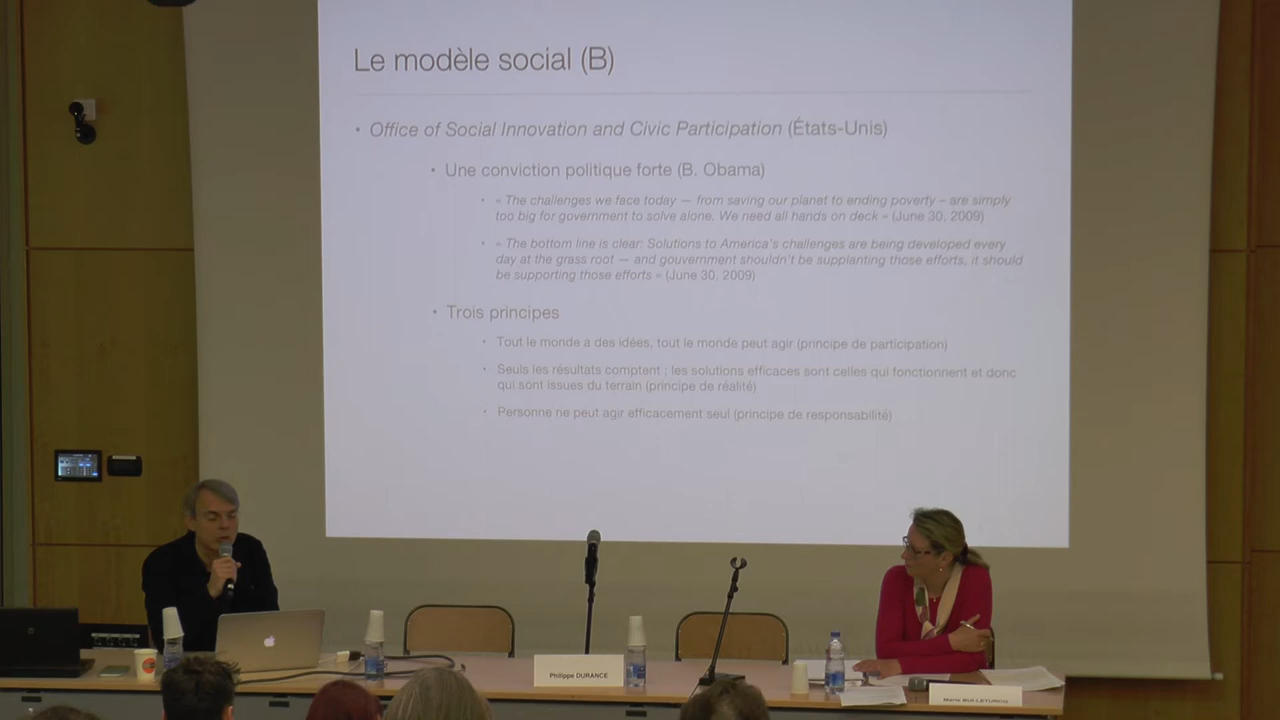 Le modèle social (B)
• Office of Social Innovation and Civic Participation (États-Unis)
• Une conviction politique forte (B. Obama)
• « The challenges we face today — from saving our planet to ending poverty – are simply
too big for government to solve alone. We need all hands on deck » (June 30, 2009)
• « The bottom line is clear: Solutions to America's challenges are being developed every
day at the grass root — and gouvernment shouldn't be supplanting those efforts, it should
be supporting those efforts » (June 30, 2009)
• Trois principes
• Tout le monde a des idées, tout le monde peut agir (principe de participation)
• Seuls les résultats comptent ; les solutions efficaces sont celles qui fonctionnent et donc
qui sont issues du terrain (principe de réalité)
• Personne ne peut agir efficacement seul (principe de responsabilité)
Philippe DURANCE
Marie